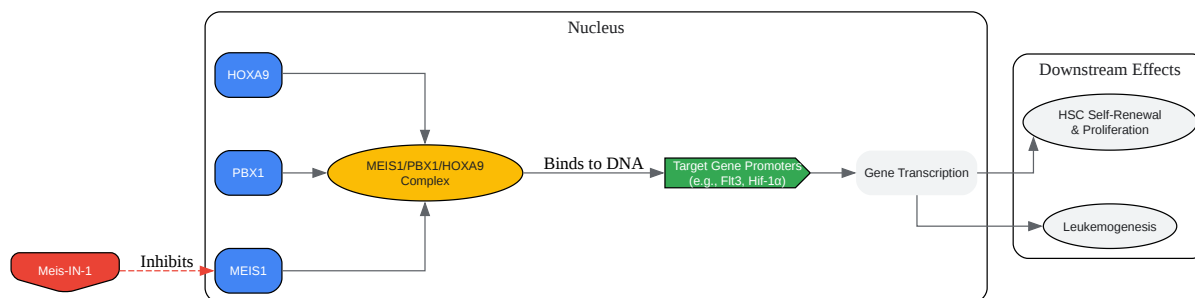 Nucleus
HOXA9
PBX1
MEIS1/PBX1/HOXA9
Complex
MEIS1
Meis-IN-1
Inhibits
Binds to DNA
Target Gene Promoters
(e.g., Flt3, Hif-1α)
Gene Transcription
Downstream Effects
HSC Self-Renewal
& Proliferation
Leukemogenesis